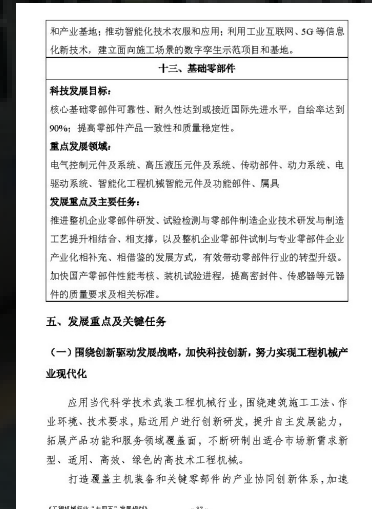 和产业基地；推动智能化技术衣服和应用；利用工业互联网、5G 等信息
化新技术，建立面向施工场景的数字孪生示范项目和基地。
十三、基础零部件
科技发展目标：
核心基础零部件可靠性、耐久性达到或接近国际先进水平，自给率达到
90%；提高零部件产品一致性和质量稳定性。
重点发展领域：
电气控制元件及系统、高压液压元件及系统、传动部件、动力系统、电
驱动系统、智能化工程机械智能元件及功能部件、属具
发展重点及主要任务：
推进整机企业零部件研发、试验检测与零部件制造企业技术研发与制造
工艺提升相结合、相支撑，以及整机企业零部件试制与专业零部件企业
产业化相补充、相借鉴的发展方式，有效带动零部件行业的转型升级。
加快国产零部件性能考核、装机试验进程，提高密封件、传感器等元器
件的质量要求及相关标准。
五、发展重点及关键任务
（一）围绕创新驱动发展战略，加快科技创新，努力实现工程机械产
业现代化
应用当代科学技术武装工程机械行业，围绕建筑施工工法、作
业环境、技术要求，贴近用户进行创新研发，提升自主发展能力，
拓展产品功能和服务领域覆盖面，不断研制出适合市场新需求新
型、适用、高效、绿色的高技术工程机械。
打造覆盖主机装备和关键零部件的产业协同创新体系，加速